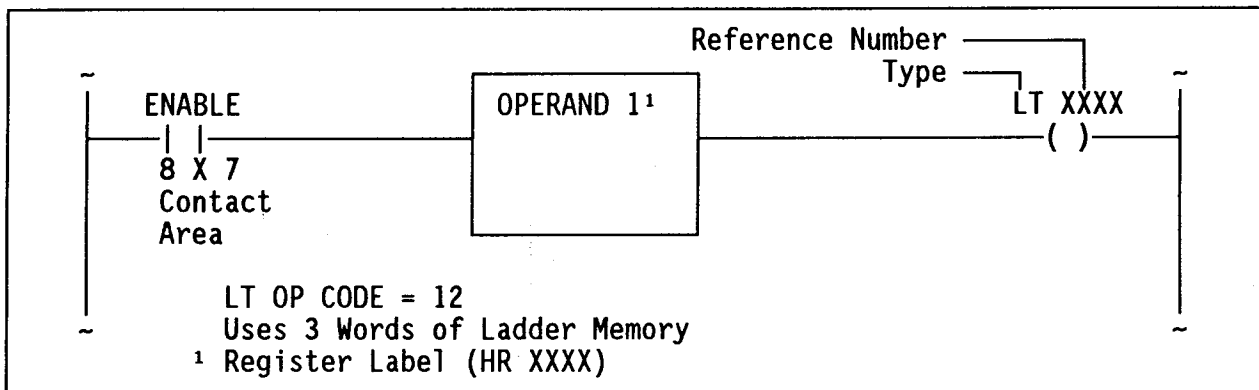 Reference Number
Type
LT XXXX
ENABLE
OPERAND 1¹
( )
8 X 7
Contact
Area
LT OP CODE = 12
Uses 3 Words of Ladder Memory
¹ Register Label (HR XXXX)